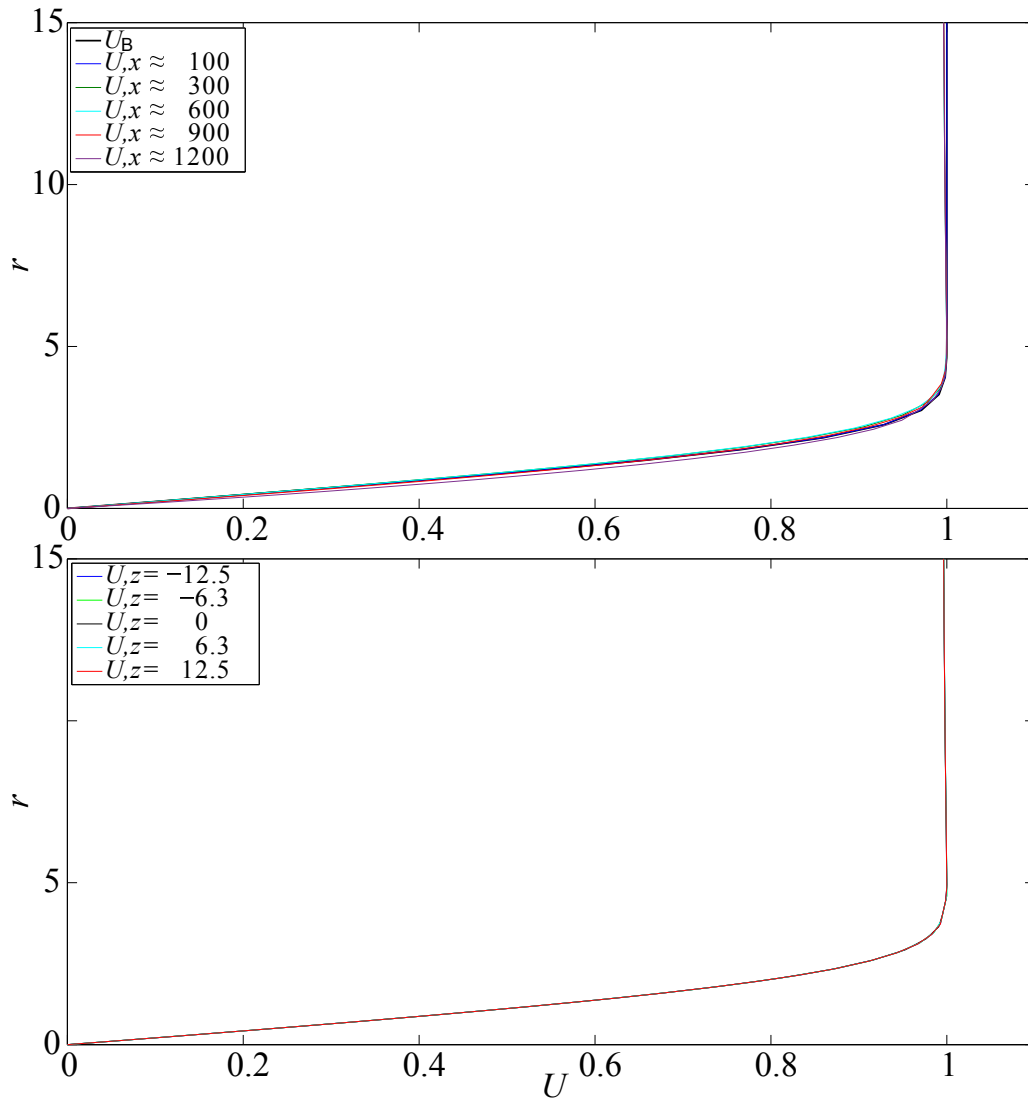 15
U_B
U,x ≈ 100
U,x ≈ 300
U,x ≈ 600
U,x ≈ 900
U,x ≈ 1200
10
r
5
0
0 0.2 0.4 0.6 0.8 1
15
U,z= −12.5
U,z= −6.3
U,z= 0
U,z= 6.3
U,z= 12.5
r
5
0
0 0.2 0.4 0.6 0.8 1
U